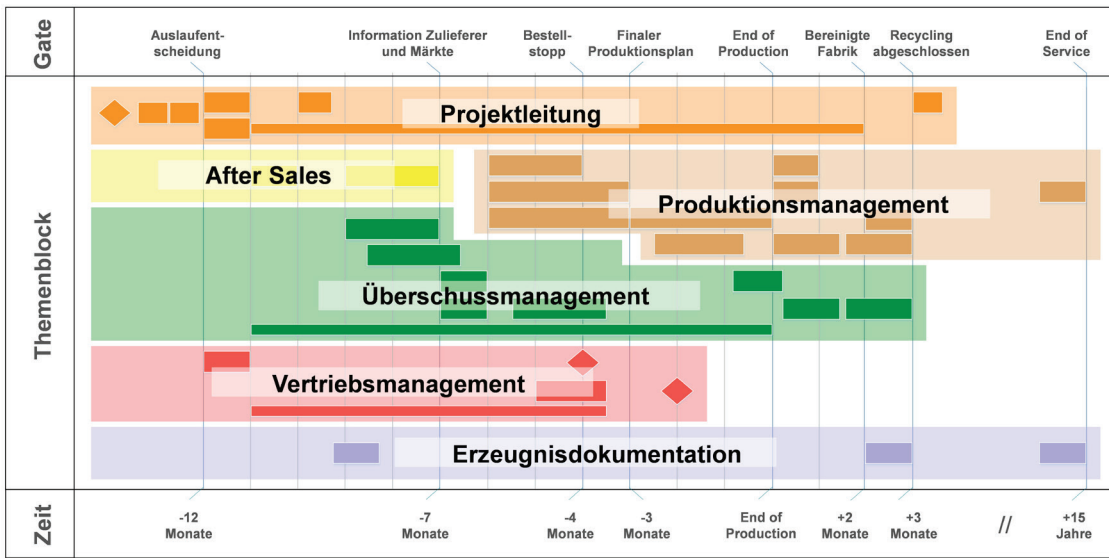 Gate
Auslaufent-
scheidung
Information Zulieferer
und Märkte
Bestell-
stopp
Finaler
Produktionsplan
End of
Production
Bereinigte
Fabrik
Recycling
abgeschlossen
End of
Service
Themenblock
Projektleitung
After Sales
Produktionsmanagement
Überschussmanagement
Vertriebsmanagement
Erzeugnisdokumentation
Zeit
-12
Monate
-7
Monate
-4
Monate
-3
Monate
End of
Production
+2
Monate
+3
Monate
//
+15
Jahre